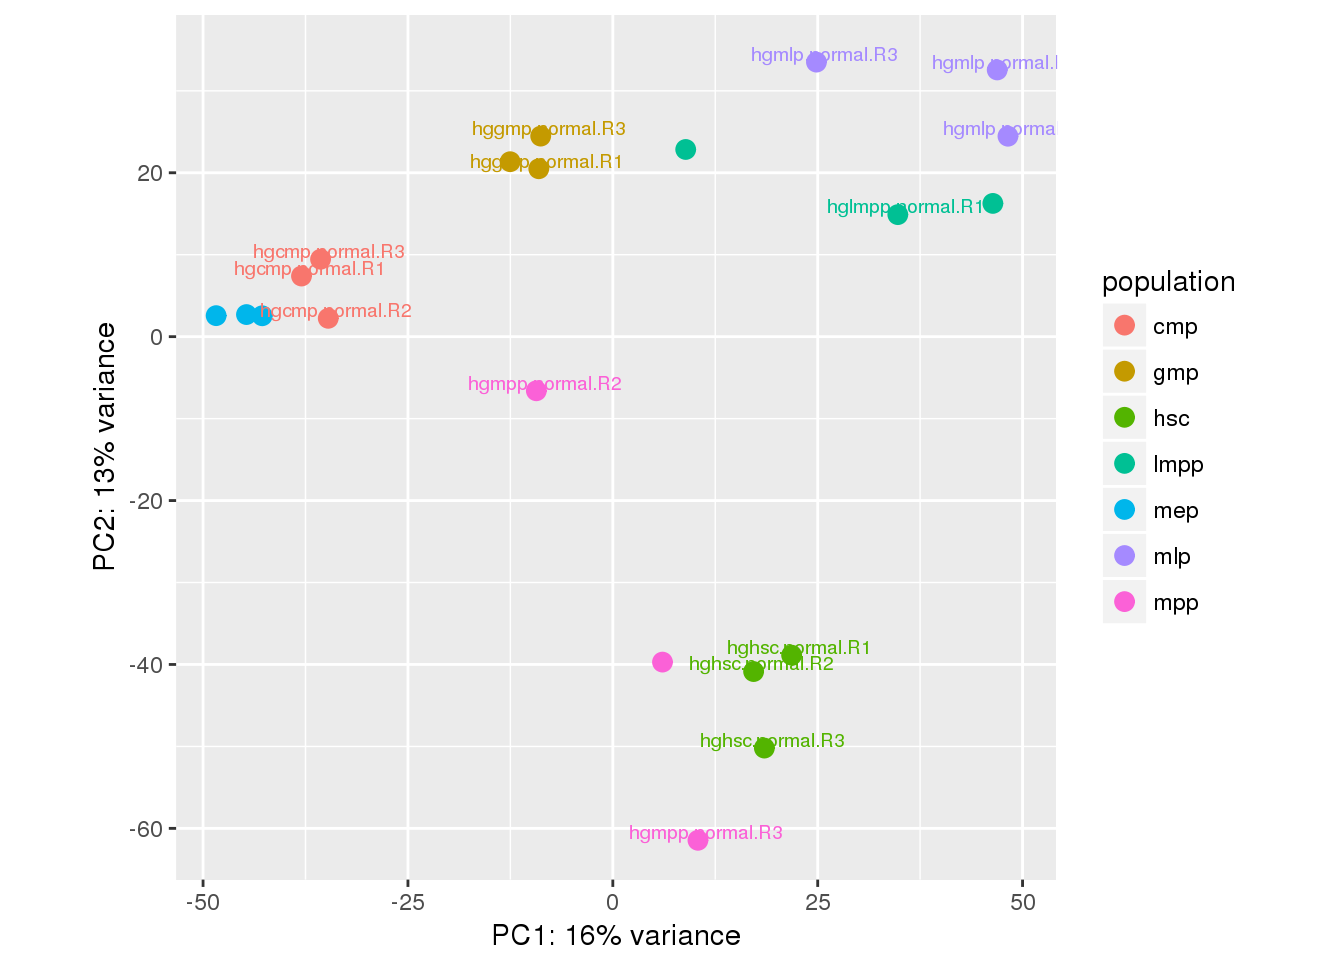 hgmlp.normal.R3
hgmlp.normal.
hggmp.normal.R3
hgmlp.norma
hggmp.normal.R1
hglmpp.normal.R1
hgcmp.normal.R3
hgcmp.normal.R1
hgcmp.normal.R2
hgmpp.normal.R2
hghsc.normal.R1
hghsc.normal.R2
hghsc.normal.R3
hgmpp.normal.R3
20
0
-20
-40
-60
-50
-25
0
25
50
PC1: 16% variance
PC2: 13% variance
population
cmp
gmp
hsc
lmpp
mep
mlp
mpp